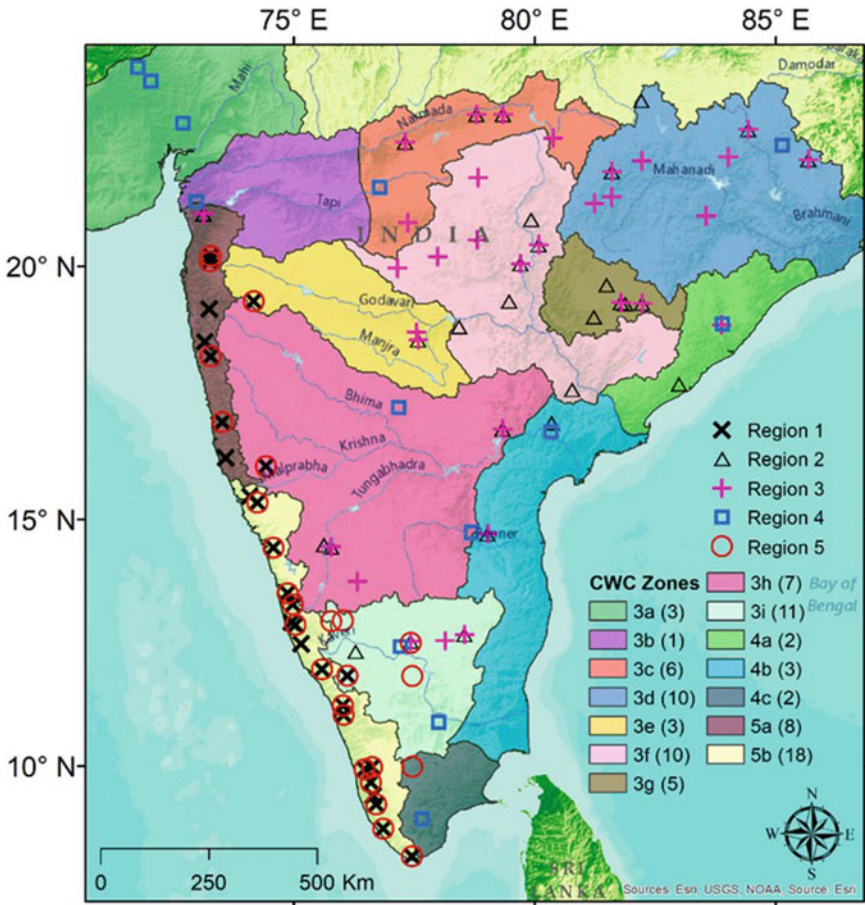 75° E 80° E 85° E
Damodar
Mahi
Narmada
Mahanadi
Tapi
Brahmani
INDIA
20° N
Godavari
Manjra
Bhima
Krishna
Malprabha
Tungabhadra
15° N
Region 1
Region 2
Region 3
Region 4
Region 5
Bay of
Bengal
CWC Zones
3a (3)
3b (1)
3c (6)
3d (10)
3e (3)
3f (10)
3g (5)
3h (7)
3i (11)
4a (2)
4b (3)
4c (2)
5a (8)
5b (18)
10° N
N
W E
S
0 250 500 Km
SRI
LANKA
Sources: Esri, USGS, NOAA Source: Esri